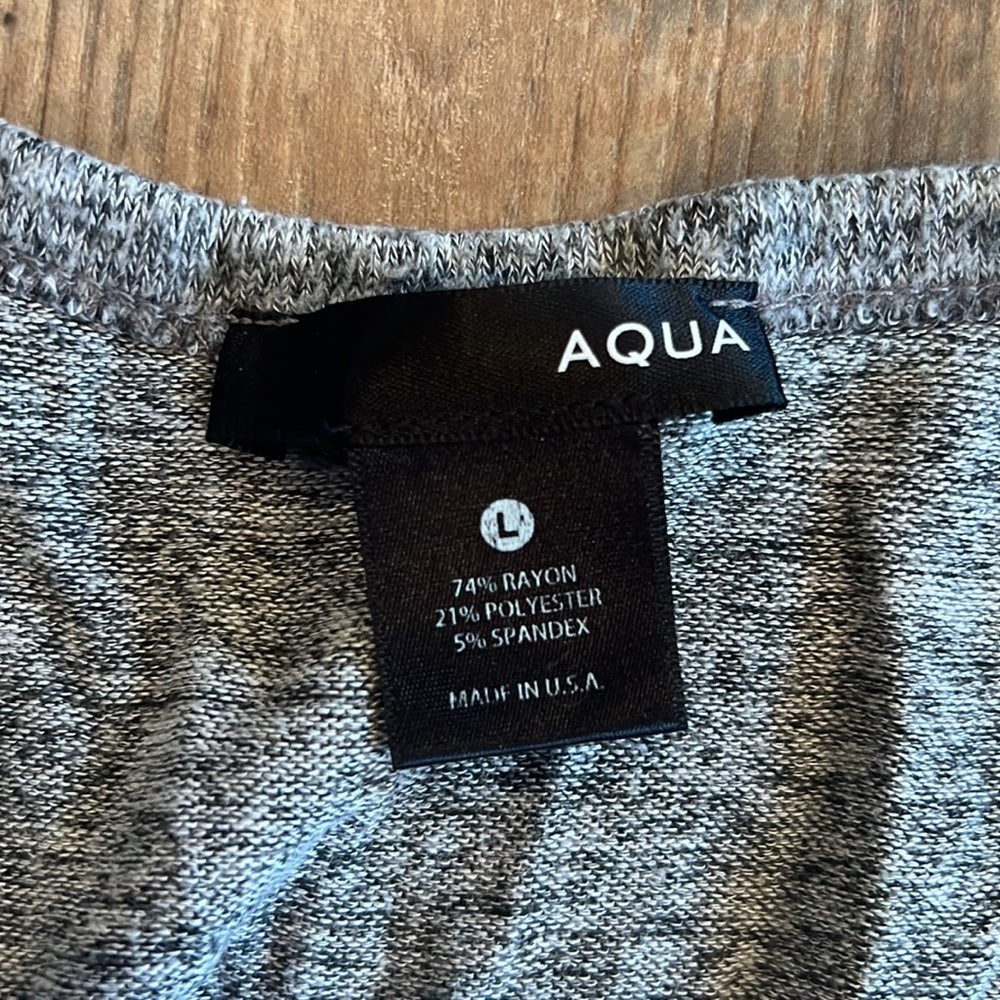 AQUA
L
74% RAYON
21% POLYESTER
5% SPANDEX
MADE IN U.S.A.